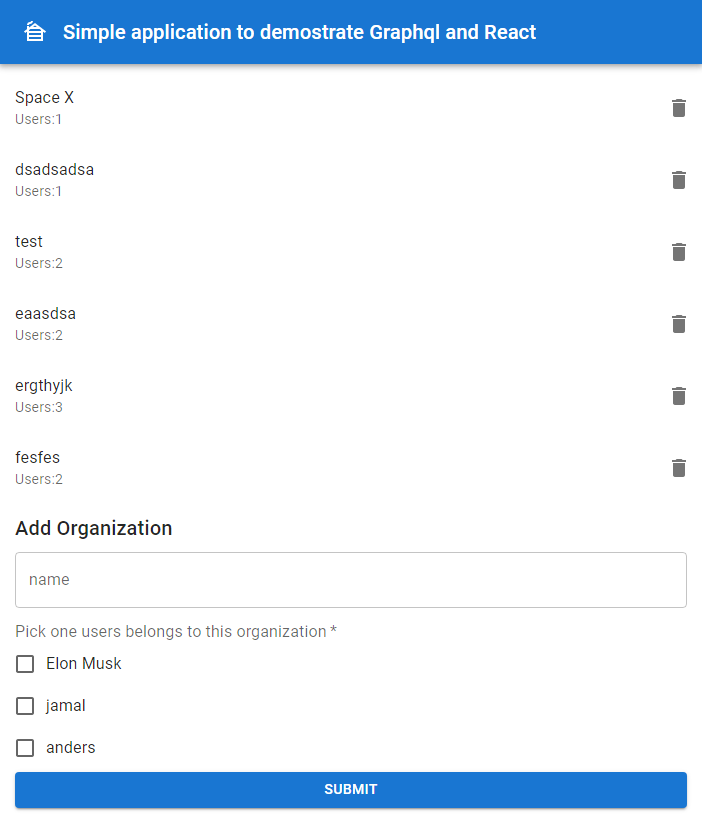 Simple application to demostrate Graphql and React
Space X
Users:1
dsadsadsa
Users:1
test
Users:2
eaasdsa
Users:2
ergthyjk
Users:3
fesfes
Users:2
Add Organization
name
Pick one users belongs to this organization *
Elon Musk
jamal
anders
SUBMIT